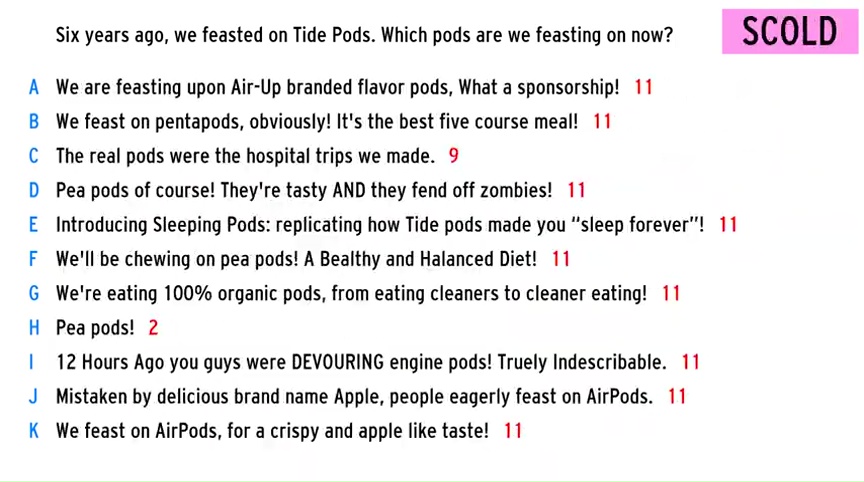 Six years ago, we feasted on Tide Pods. Which pods are we feasting on now?
SCOLD
A We are feasting upon Air-Up branded flavor pods, What a sponsorship! 11
B We feast on pentapods, obviously! It's the best five course meal! 11
C The real pods were the hospital trips we made. 9
D Pea pods of course! They're tasty AND they fend off zombies! 11
E Introducing Sleeping Pods: replicating how Tide pods made you “sleep forever”! 11
F We'll be chewing on pea pods! A Bealthy and Halanced Diet! 11
G We're eating 100% organic pods, from eating cleaners to cleaner eating! 11
H Pea pods! 2
I 12 Hours Ago you guys were DEVOURING engine pods! Truely Indescribable. 11
J Mistaken by delicious brand name Apple, people eagerly feast on AirPods. 11
K We feast on AirPods, for a crispy and apple like taste! 11